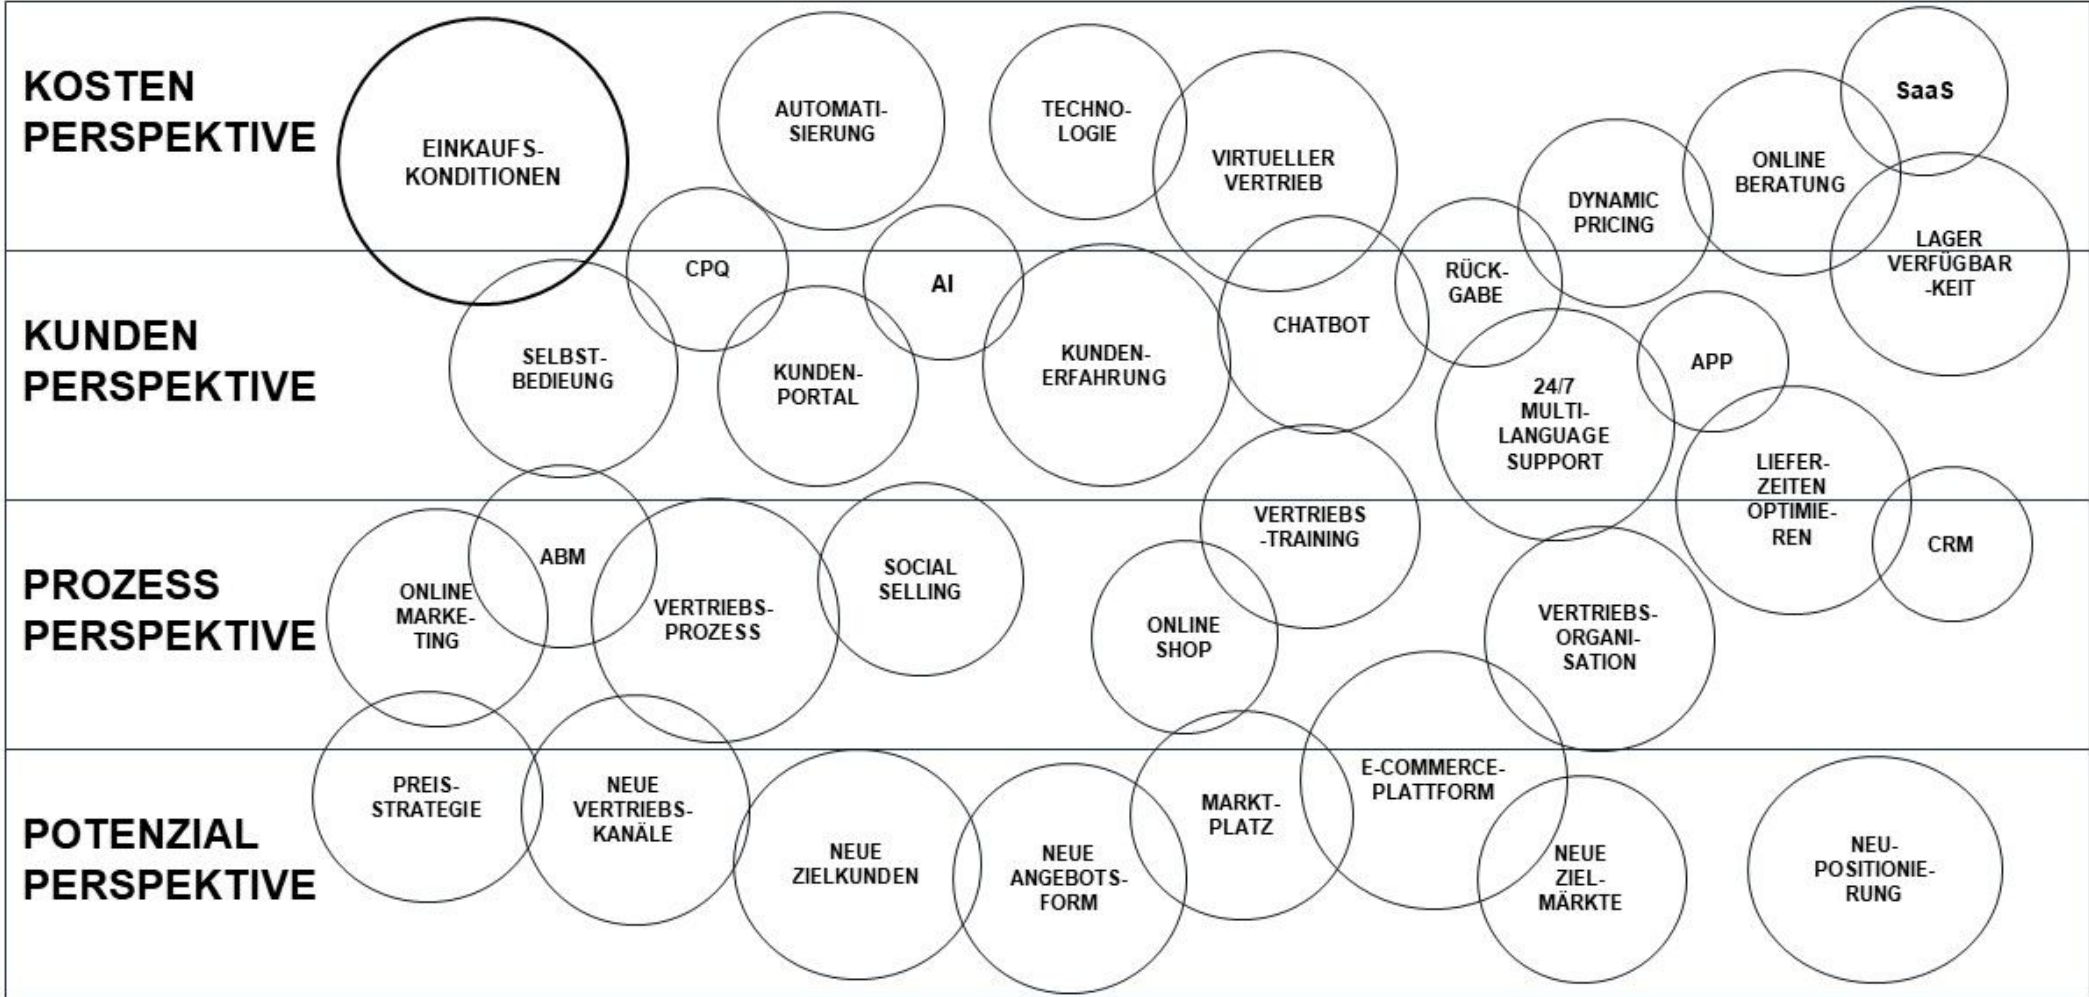 KOSTEN
PERSPEKTIVE
EINKAUFS-
KONDITIONEN
AUTOMATI-
SIERUNG
TECHNO-
LOGIE
VIRTUELLER
VERTRIEB
DYNAMIC
PRICING
ONLINE
BERATUNG
SaaS
LAGER
VERFÜGBAR
-KEIT
KUNDEN
PERSPEKTIVE
CPQ
AI
RÜCK-
GABE
SELBST-
BEDIEUNG
KUNDEN-
PORTAL
KUNDEN-
ERFAHRUNG
CHATBOT
24/7
MULTI-
LANGUAGE
SUPPORT
APP
LIEFER-
ZEITEN
OPTIMIE-
REN
PROZESS
PERSPEKTIVE
ONLINE
MARKE-
TING
ABM
VERTRIEBS-
PROZESS
SOCIAL
SELLING
VERTRIEBS
-TRAINING
ONLINE
SHOP
VERTRIEBS-
ORGANI-
SATION
CRM
POTENZIAL
PERSPEKTIVE
PREIS-
STRATEGIE
NEUE
VERTRIEBS-
KANÄLE
NEUE
ZIELKUNDEN
NEUE
ANGEBOTS-
FORM
MARKT-
PLATZ
E-COMMERCE-
PLATTFORM
NEUE
ZIEL-
MÄRKTE
NEU-
POSITIONIE-
RUNG